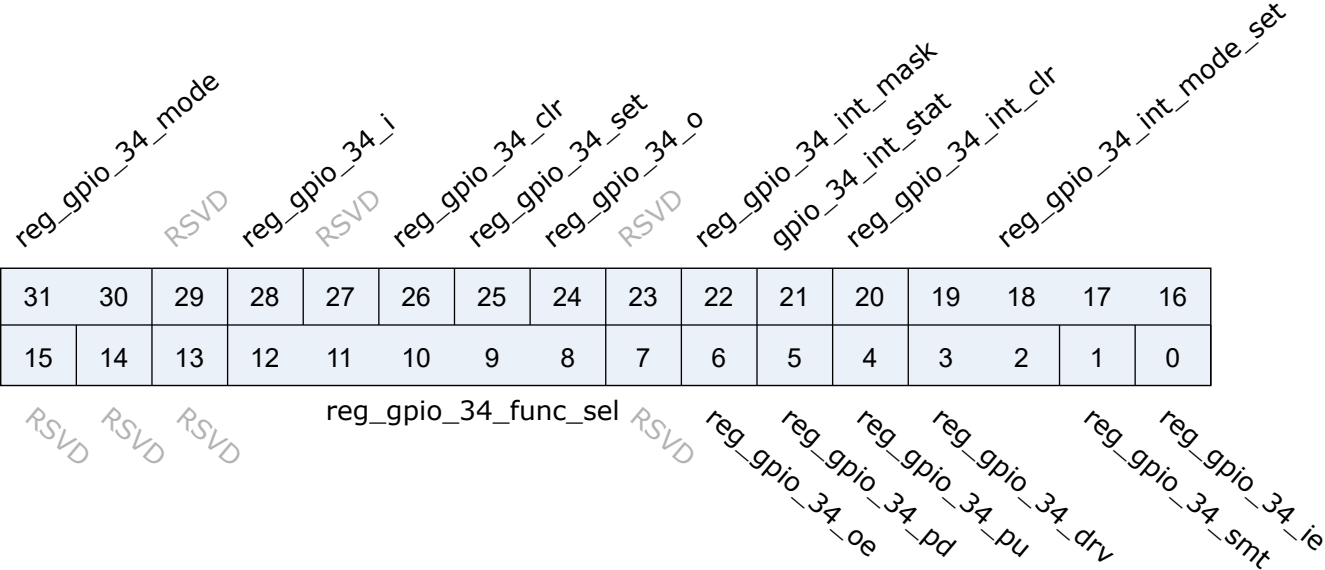 reg_gpio_34_mode
RSVD
reg_gpio_34_i
RSVD
reg_gpio_34_clr
reg_gpio_34_set
reg_gpio_34_o
RSVD
reg_gpio_34_int_mask
gpio_34_int_stat
reg_gpio_34_int_clr
reg_gpio_34_int_mode_set
31 30 29 28 27 26 25 24 23 22 21 20 19 18 17 16
15 14 13 12 11 10 9 8 7 6 5 4 3 2 1 0
RSVD
RSVD
RSVD
reg_gpio_34_func_sel
RSVD
reg_gpio_34_oe
reg_gpio_34_pd
reg_gpio_34_pu
reg_gpio_34_drv
reg_gpio_34_smt
reg_gpio_34_ie